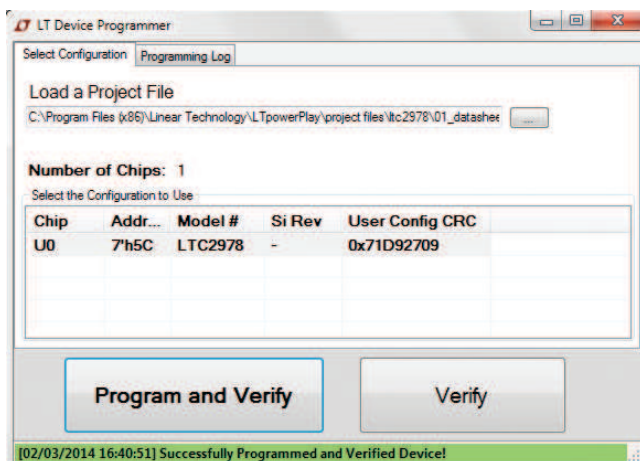 LT Device Programmer
Select Configuration Programming Log
Load a Project File
C:\Program Files (x86)\Linear Technology\LTpowerPlay\project files\ltc2978\01_datashee ...
Number of Chips: 1
Select the Configuration to Use
Chip Addr... Model # Si Rev User Config CRC
U0 7'h5C LTC2978 - 0x71D92709
Program and Verify Verify
[02/03/2014 16:40:51] Successfully Programmed and Verified Device!